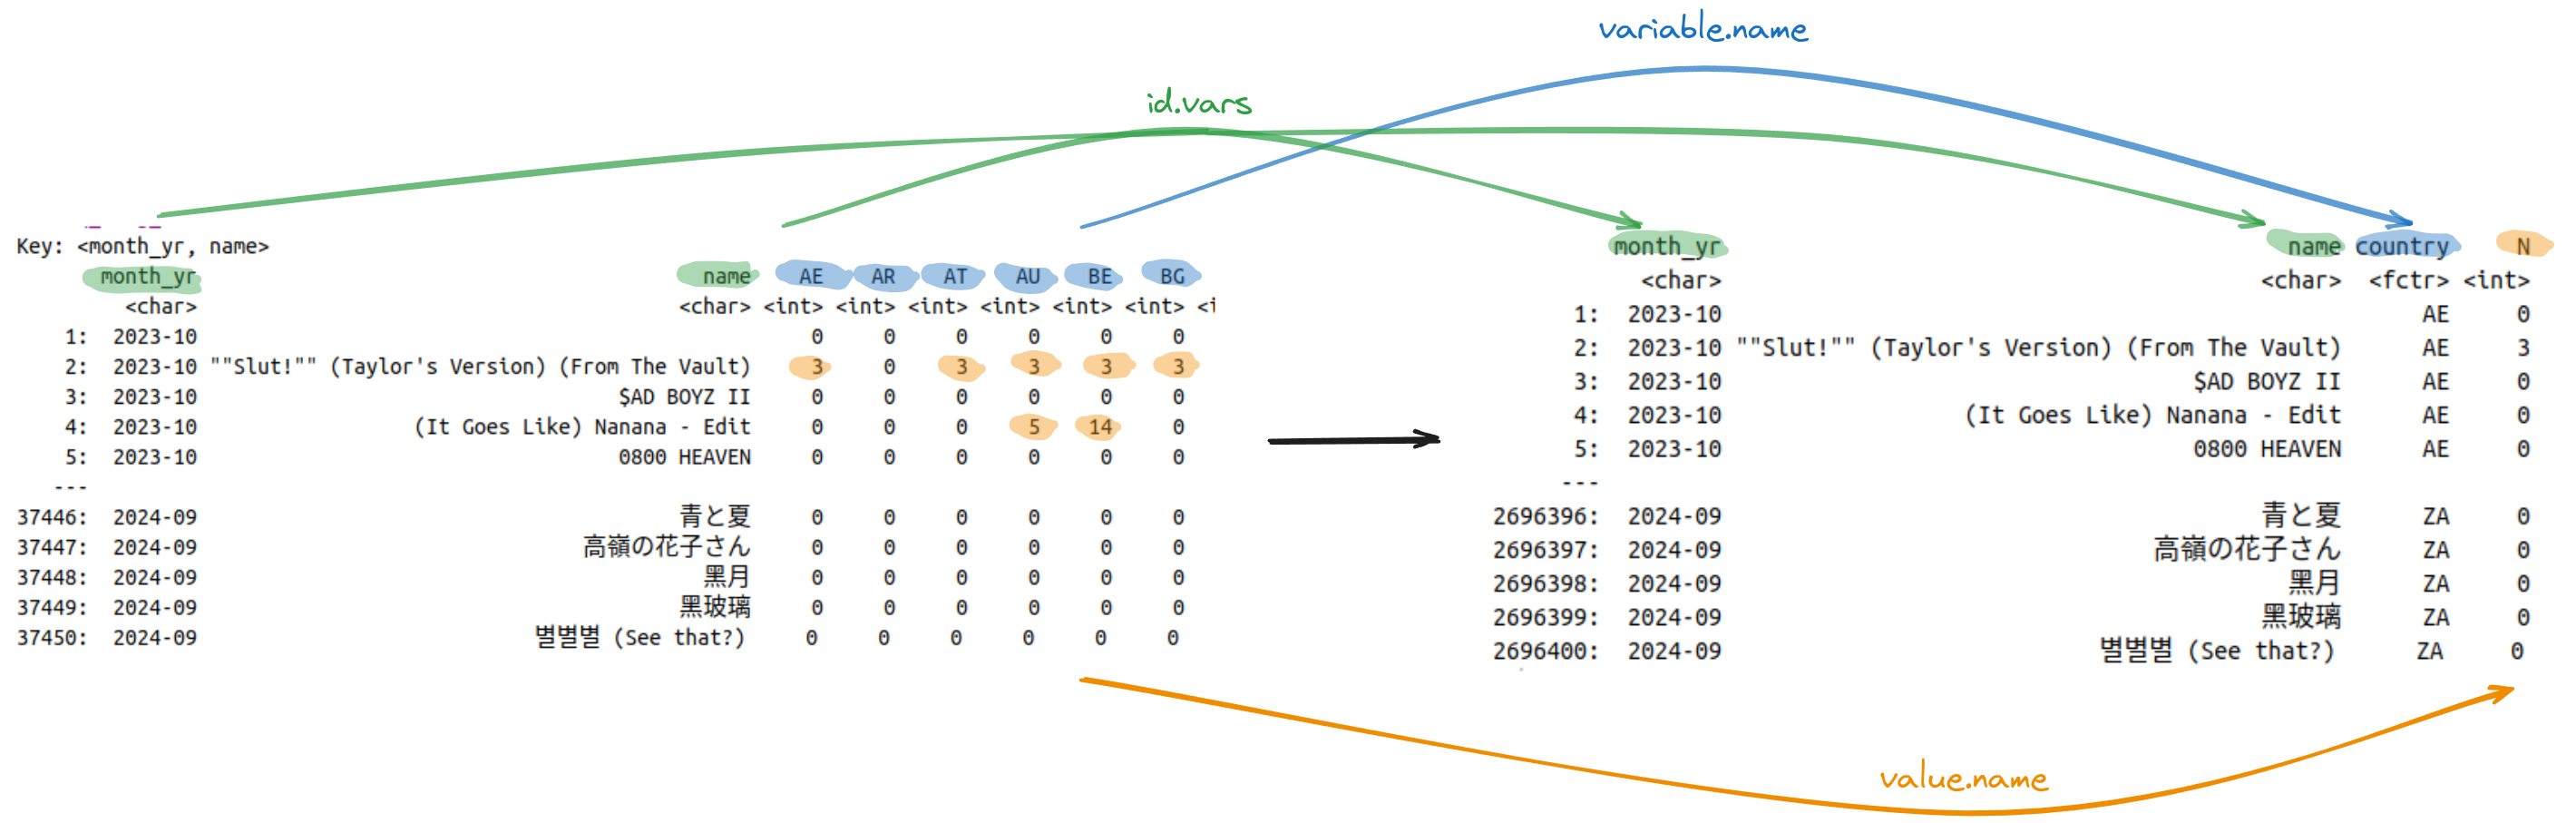 variable.name
id.vars
Key: <month_yr, name>
month_yr name AE AR AT AU BE BG
<char> <char> <int> <int> <int> <int> <int> <int> <i
1: 2023-10 0 0 0 0 0 0
2: 2023-10 ""Slut!"" (Taylor's Version) (From The Vault) 3 0 3 3 3 3
3: 2023-10 $AD BOYZ II 0 0 0 0 0 0
4: 2023-10 (It Goes Like) Nanana - Edit 0 0 0 5 14 0
5: 2023-10 0800 HEAVEN 0 0 0 0 0 0
---
37446: 2024-09 青と夏 0 0 0 0 0 0
37447: 2024-09 高嶺の花子さん 0 0 0 0 0 0
37448: 2024-09 黑月 0 0 0 0 0 0
37449: 2024-09 黑玻璃 0 0 0 0 0 0
37450: 2024-09 별별별 (See that?) 0 0 0 0 0 0
month_yr name country N
<char> <char> <fctr> <int>
1: 2023-10 AE 0
2: 2023-10 ""Slut!"" (Taylor's Version) (From The Vault) AE 3
3: 2023-10 $AD BOYZ II AE 0
4: 2023-10 (It Goes Like) Nanana - Edit AE 0
5: 2023-10 0800 HEAVEN AE 0
---
2696396: 2024-09 青と夏 ZA 0
2696397: 2024-09 高嶺の花子さん ZA 0
2696398: 2024-09 黑月 ZA 0
2696399: 2024-09 黑玻璃 ZA 0
2696400: 2024-09 별별별 (See that?) ZA 0
value.name